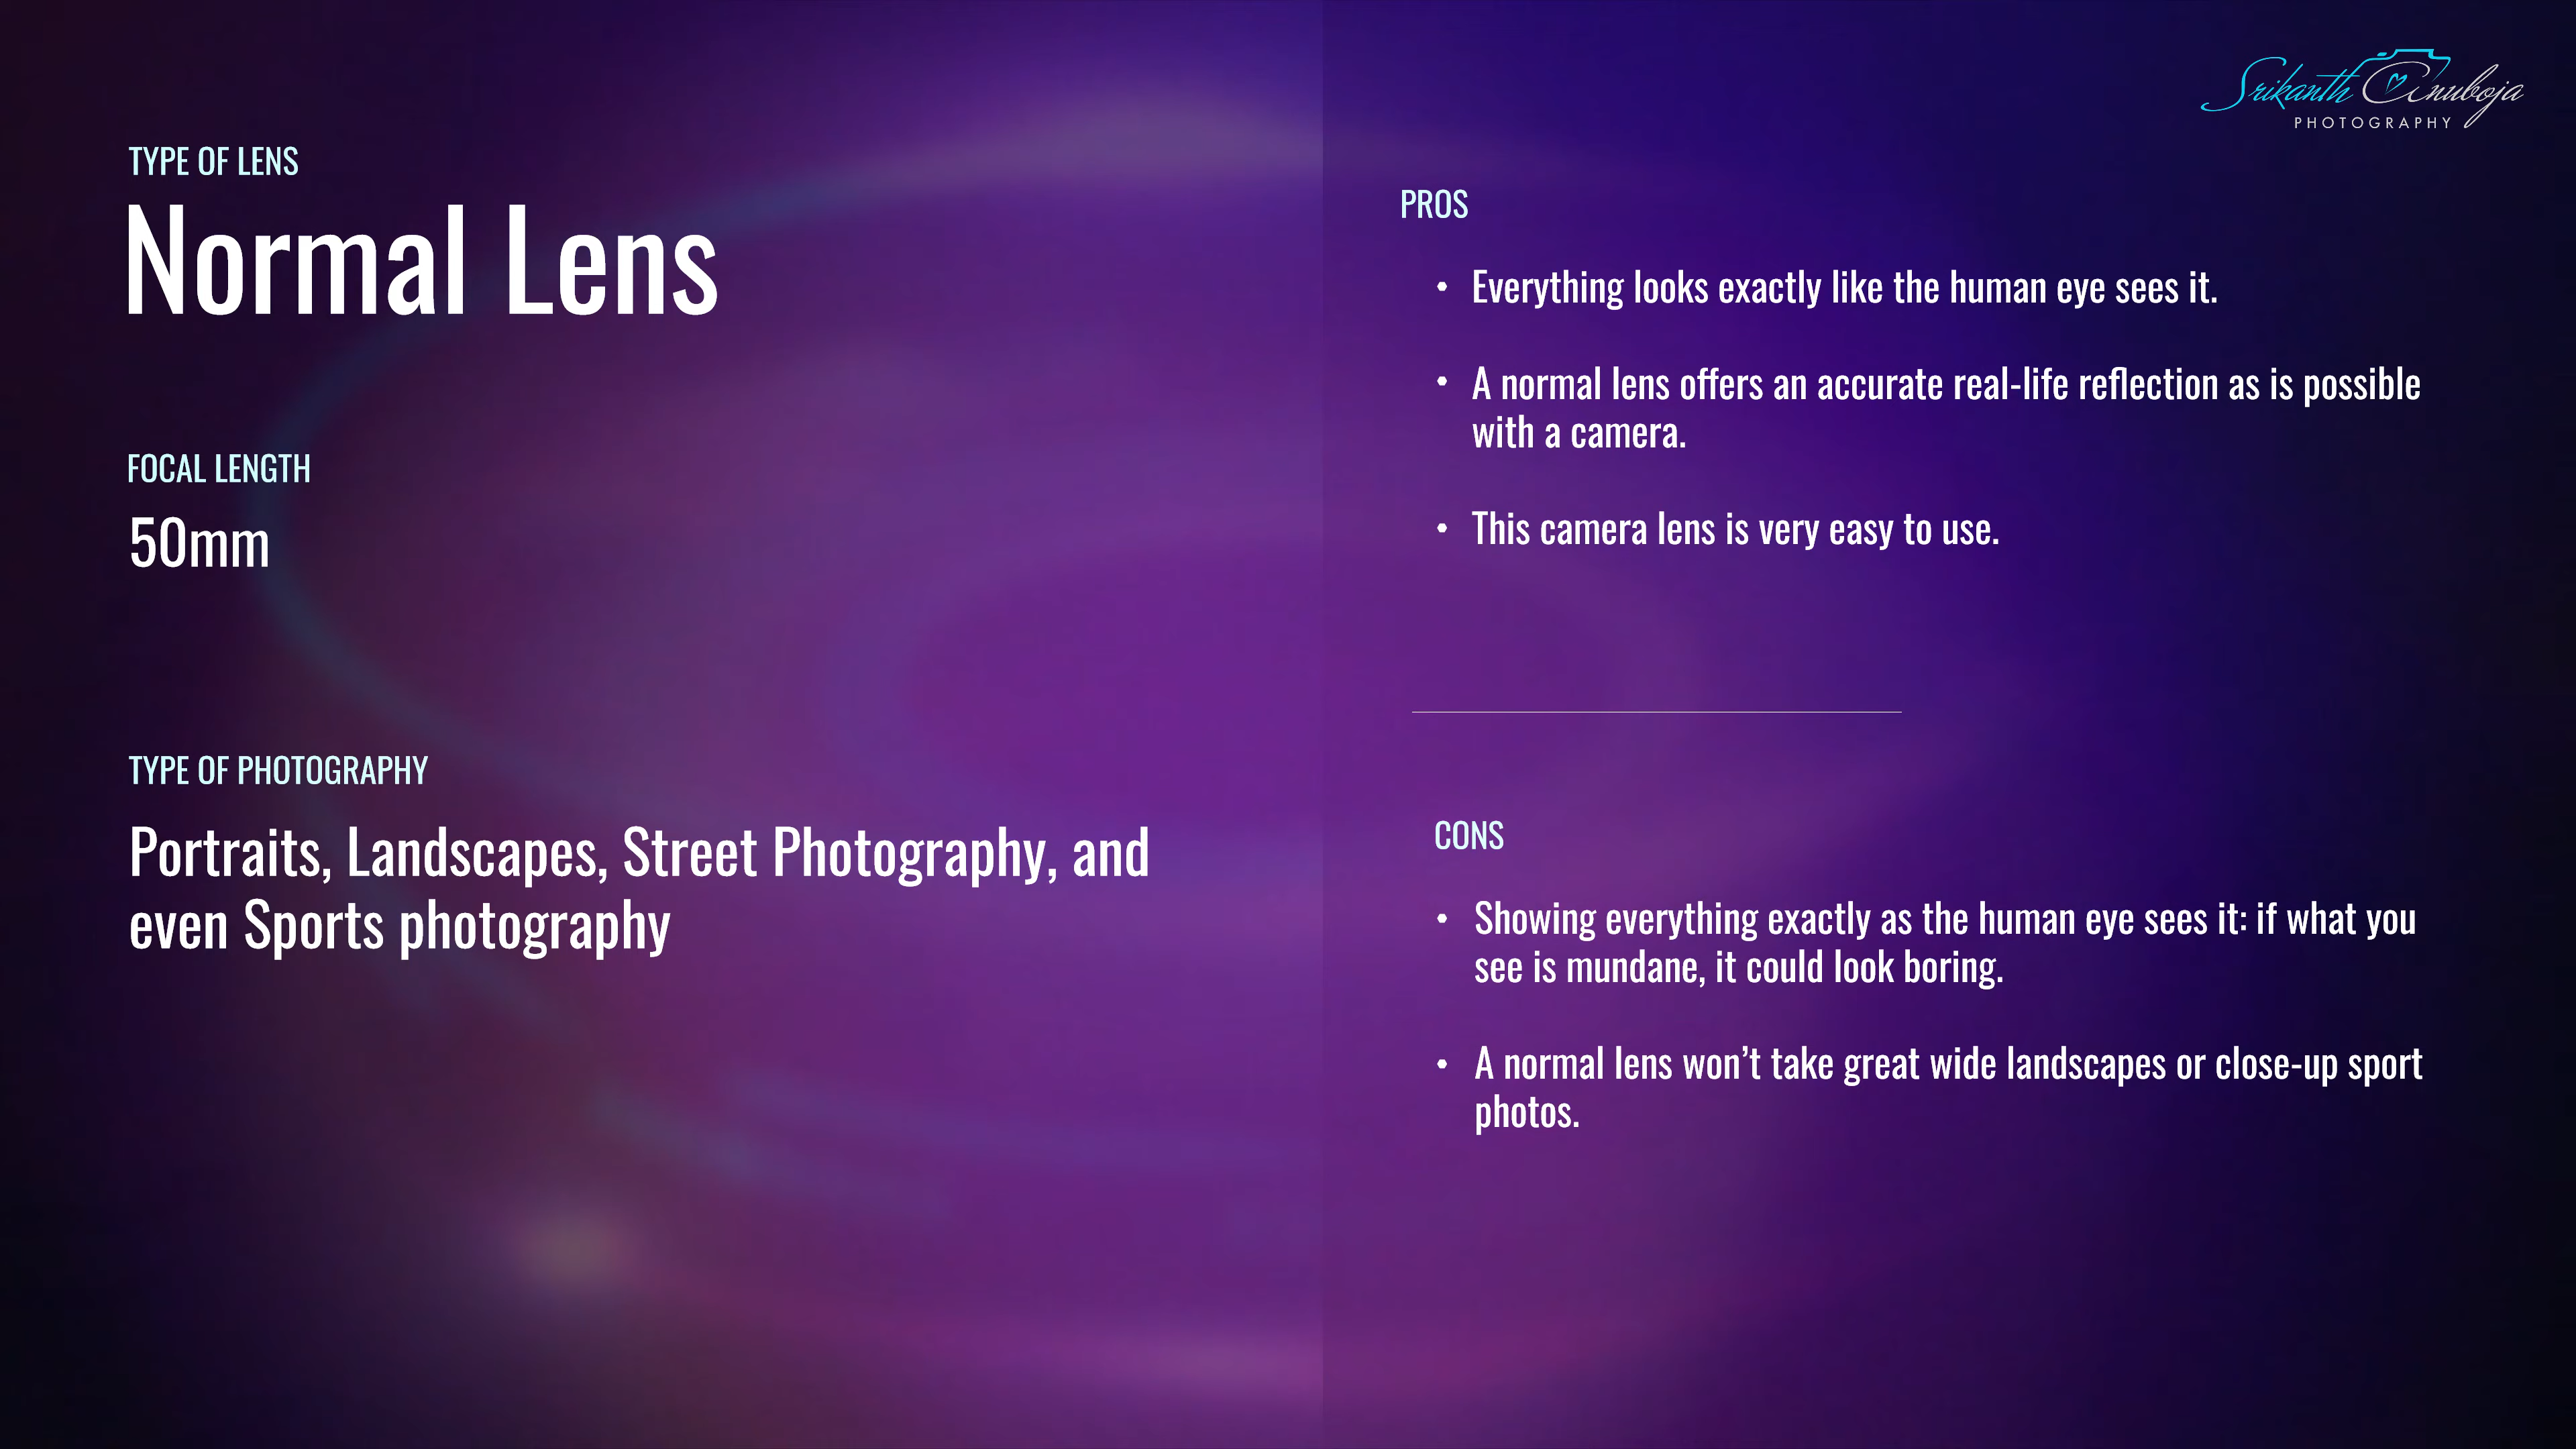 Srikanth Anuboja
PHOTOGRAPHY
TYPE OF LENS
Normal Lens
FOCAL LENGTH
50mm
TYPE OF PHOTOGRAPHY
Portraits, Landscapes, Street Photography, and
even Sports photography
PROS
• Everything looks exactly like the human eye sees it.
• A normal lens offers an accurate real-life reflection as is possible
with a camera.
• This camera lens is very easy to use.
CONS
• Showing everything exactly as the human eye sees it: if what you
see is mundane, it could look boring.
• A normal lens won’t take great wide landscapes or close-up sport
photos.